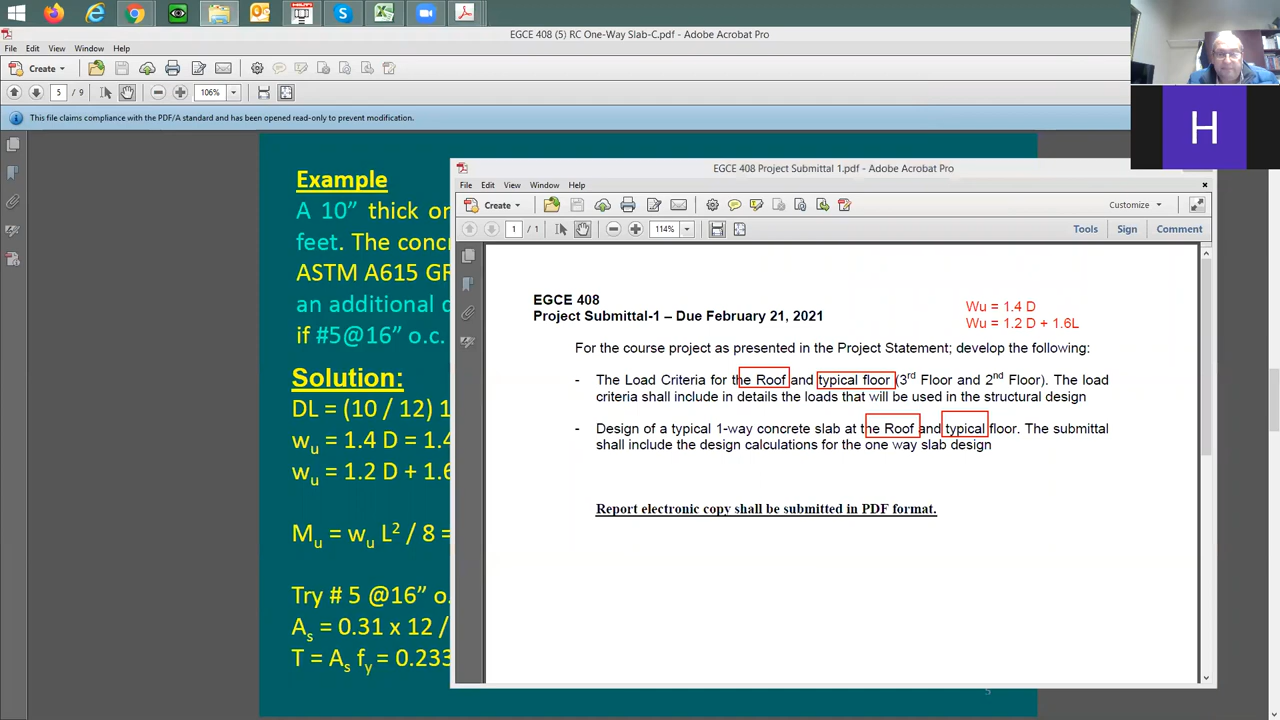 EGCE 408 (5) RC One-Way Slab-C.pdf - Adobe Acrobat Pro
File Edit View Window Help
Create
5 / 9 106%
This file claims compliance with the PDF/A standard and has been opened read-only to prevent modification.
H
Example
A 10” thick on
feet. The conc
ASTM A615 GR
an additional d
if #5@16” o.c.
Solution:
DL = (10 / 12) 1
wu = 1.4 D = 1.4
wu = 1.2 D + 1.6
Mu = wu L2 / 8 =
Try # 5 @16” o.
As = 0.31 x 12 /
T = As fy = 0.233
5
EGCE 408 Project Submittal 1.pdf - Adobe Acrobat Pro
File Edit View Window Help
Create Customize
1 / 1 114% Tools Sign Comment
EGCE 408
Project Submittal-1 – Due February 21, 2021
Wu = 1.4 D
Wu = 1.2 D + 1.6L
For the course project as presented in the Project Statement; develop the following:
- The Load Criteria for the Roof and typical floor (3rd Floor and 2nd Floor). The load
criteria shall include in details the loads that will be used in the structural design
- Design of a typical 1-way concrete slab at the Roof and typical floor. The submittal
shall include the design calculations for the one way slab design
Report electronic copy shall be submitted in PDF format.